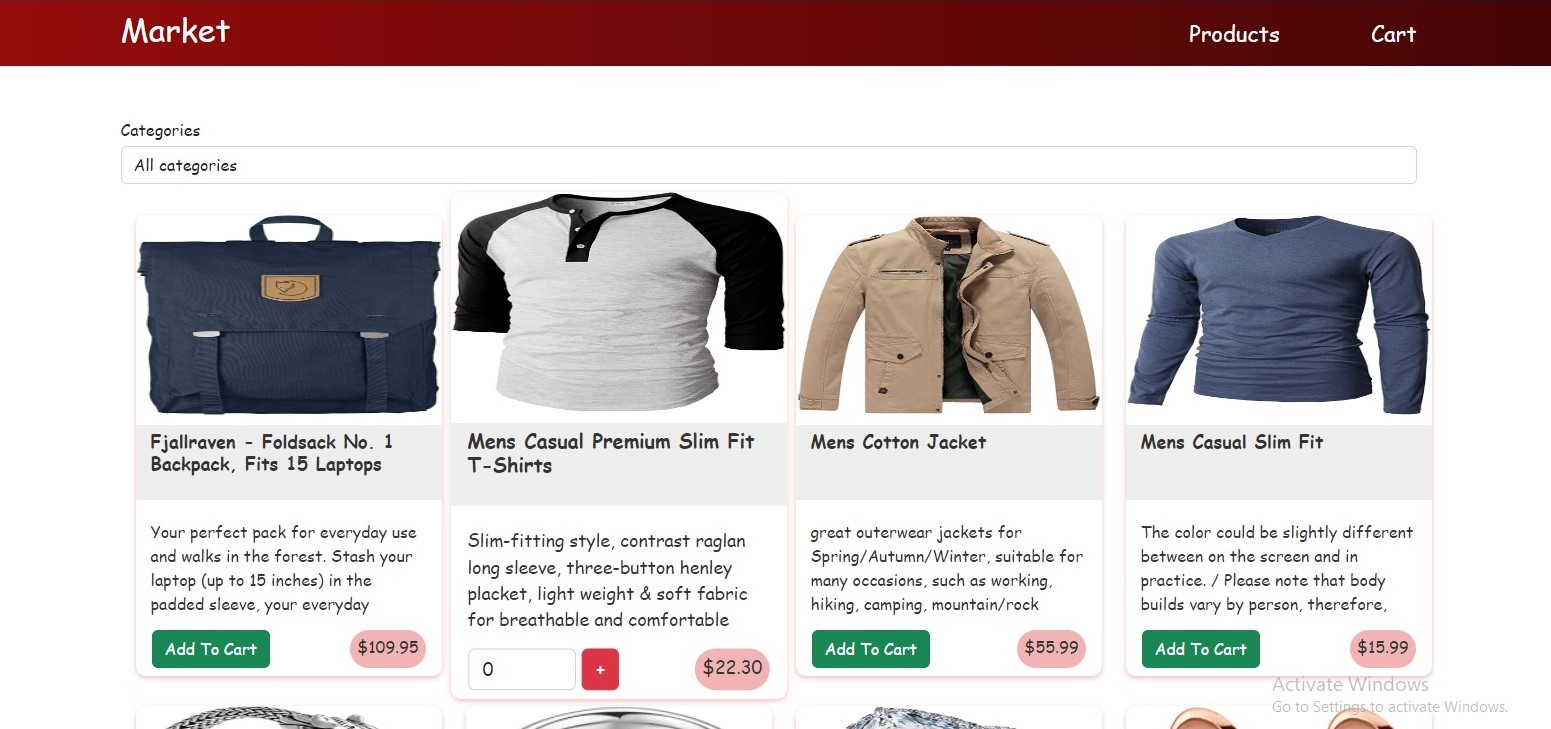 Market
Products
Cart
Categories
All categories
Fjallraven - Foldsack No. 1
Backpack, Fits 15 Laptops
Your perfect pack for everyday use
and walks in the forest. Stash your
laptop (up to 15 inches) in the
padded sleeve, your everyday
Add To Cart
$109.95
Mens Casual Premium Slim Fit
T-Shirts
Slim-fitting style, contrast raglan
long sleeve, three-button henley
placket, light weight & soft fabric
for breathable and comfortable
0
+
$22.30
Mens Cotton Jacket
great outerwear jackets for
Spring/Autumn/Winter, suitable for
many occasions, such as working,
hiking, camping, mountain/rock
Add To Cart
$55.99
Mens Casual Slim Fit
The color could be slightly different
between on the screen and in
practice. / Please note that body
builds vary by person, therefore,
Add To Cart
$15.99
Activate Windows
Go to Settings to activate Windows.